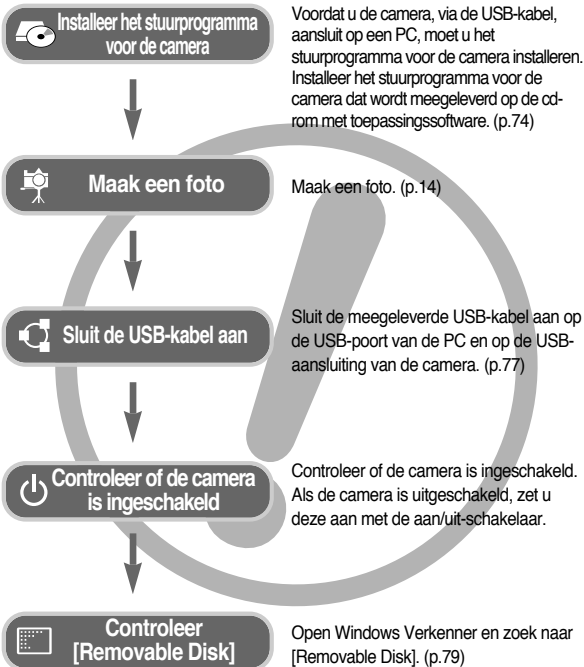 Installeer het stuurprogramma
voor de camera
Voordat u de camera, via de USB-kabel,
aansluit op een PC, moet u het
stuurprogramma voor de camera installeren.
Installeer het stuurprogramma voor de
camera dat wordt meegeleverd op de cd-
rom met toepassingssoftware. (p.74)
Maak een foto
Maak een foto. (p.14)
Sluit de USB-kabel aan
Sluit de meegeleverde USB-kabel aan op
de USB-poort van de PC en op de USB-
aansluiting van de camera. (p.77)
Controleer of de camera
is ingeschakeld
Controleer of de camera is ingeschakeld.
Als de camera is uitgeschakeld, zet u
deze aan met de aan/uit-schakelaar.
Controleer
[Removable Disk]
Open Windows Verkenner en zoek naar
[Removable Disk]. (p.79)